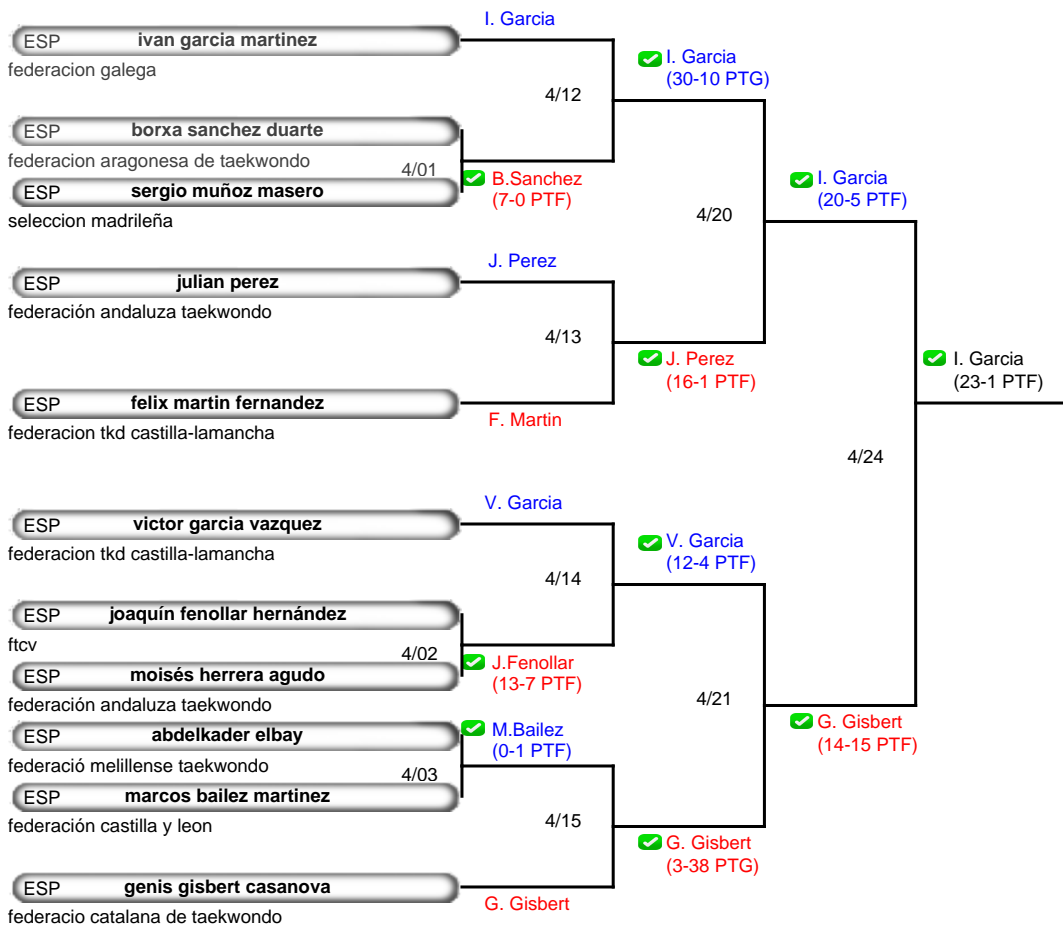 I. Garcia
ESP ivan garcia martinez
federacion galega
I. Garcia
(30-10 PTG)
4/12
ESP borxa sanchez duarte
federacion aragonesa de taekwondo
4/01
B.Sanchez
(7-0 PTF)
ESP sergio muñoz masero
seleccion madrileña
I. Garcia
(20-5 PTF)
4/20
J. Perez
ESP julian perez
federación andaluza taekwondo
4/13
J. Perez
(16-1 PTF)
I. Garcia
(23-1 PTF)
ESP felix martin fernandez
F. Martin
federacion tkd castilla-lamancha
4/24
V. Garcia
ESP victor garcia vazquez
federacion tkd castilla-lamancha
V. Garcia
(12-4 PTF)
4/14
ESP joaquín fenollar hernández
ftcv
4/02
J.Fenollar
(13-7 PTF)
ESP moisés herrera agudo
federación andaluza taekwondo
4/21
G. Gisbert
(14-15 PTF)
ESP abdelkader elbay
M.Bailez
(0-1 PTF)
federació melillense taekwondo
4/03
ESP marcos bailez martinez
federación castilla y leon
4/15
G. Gisbert
(3-38 PTG)
ESP genis gisbert casanova
G. Gisbert
federacio catalana de taekwondo